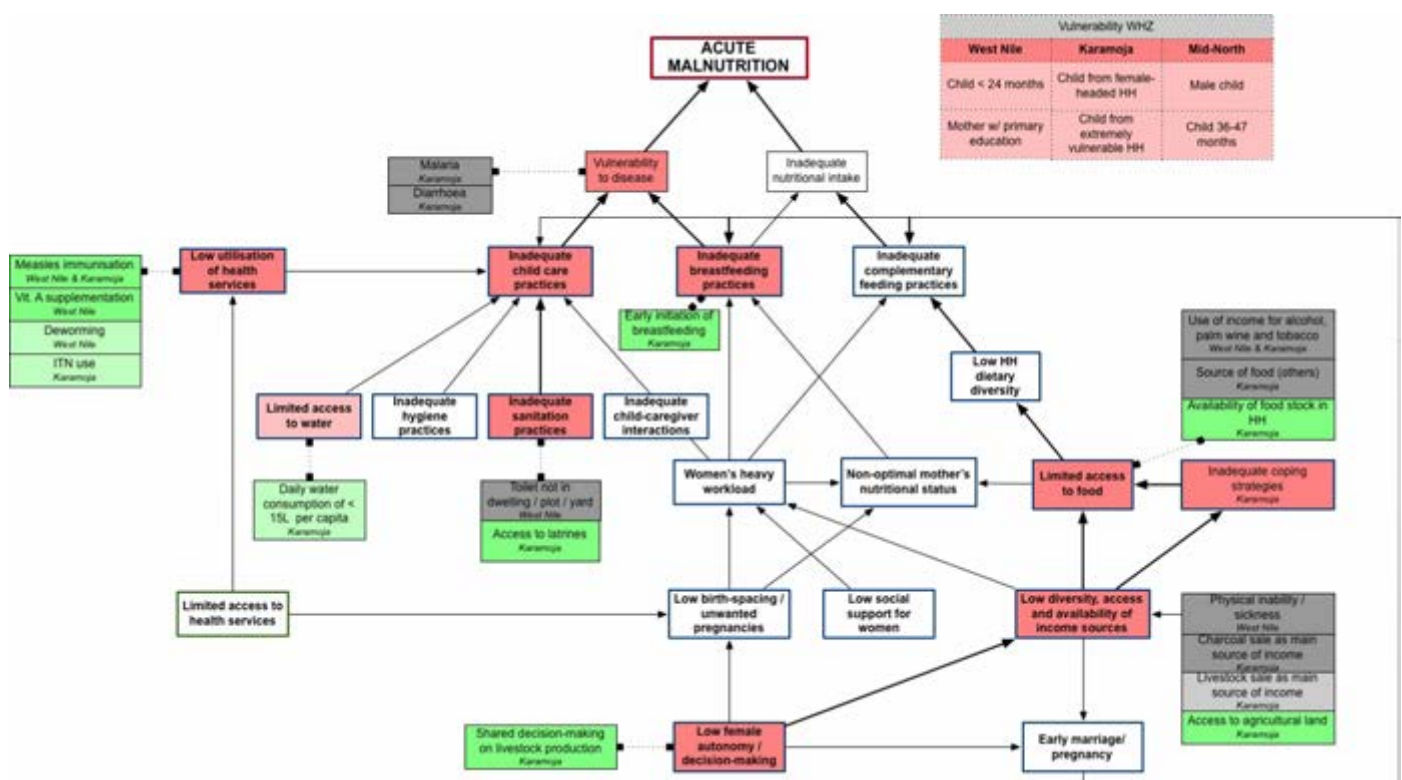 ACUTE
MALNUTRITION
Vulnerability WHZ
West Nile
Karamoja
Mid-North
Child < 24 months
Child from female-
headed HH
Male child
Mother w/ primary
education
Child from
extremely
vulnerable HH
Child 36-47
months
Malaria
Karamoja
Diarrhoea
Karamoja
Vulnerability
to disease
Inadequate
nutritional intake
Measles immunisation
West Nile & Karamoja
Vit. A supplementation
West Nile
Deworming
West Nile
ITN use
Karamoja
Low utilisation
of health
services
Inadequate
child care
practices
Inadequate
breastfeeding
practices
Inadequate
complementary
feeding practices
Early initiation of
breastfeeding
Karamoja
Use of income for alcohol,
palm wine and tobacco
West Nile & Karamoja
Source of food (others)
Karamoja
Availability of food stock in
HH
Karamoja
Low HH
dietary
diversity
Limited access
to water
Inadequate
hygiene
practices
Inadequate
sanitation
practices
Inadequate
child-caregiver
interactions
Women's heavy
workload
Non-optimal mother's
nutritional status
Limited access
to food
Inadequate coping
strategies
Karamoja
Daily water
consumption of <
15L per capita
Karamoja
Toilet not in
dwelling / plot / yard
West Nile
Access to latrines
Karamoja
Limited access to
health services
Low birth-spacing /
unwanted
pregnancies
Low social
support for
women
Low diversity, access
and availability of
income sources
Physical inability /
sickness
West Nile
Charcoal sale as main
source of income
Karamoja
Livestock sale as main
source of income
Karamoja
Access to agricultural land
Karamoja
Shared decision-making
on livestock production
Karamoja
Low female
autonomy /
decision-making
Early marriage/
pregnancy